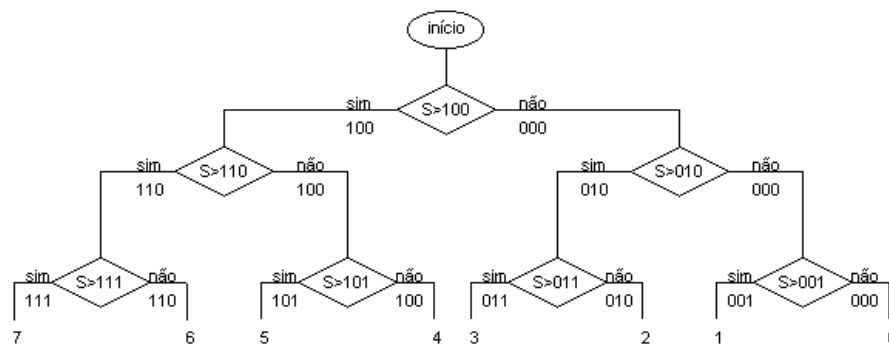 início
sim S>100 não
100 000
sim S>110 não sim S>010 não
110 100 010 000
sim S>111 não sim S>101 não sim S>011 não sim S>001 não
111 110 101 100 011 010 001 000
7 6 5 4 3 2 1